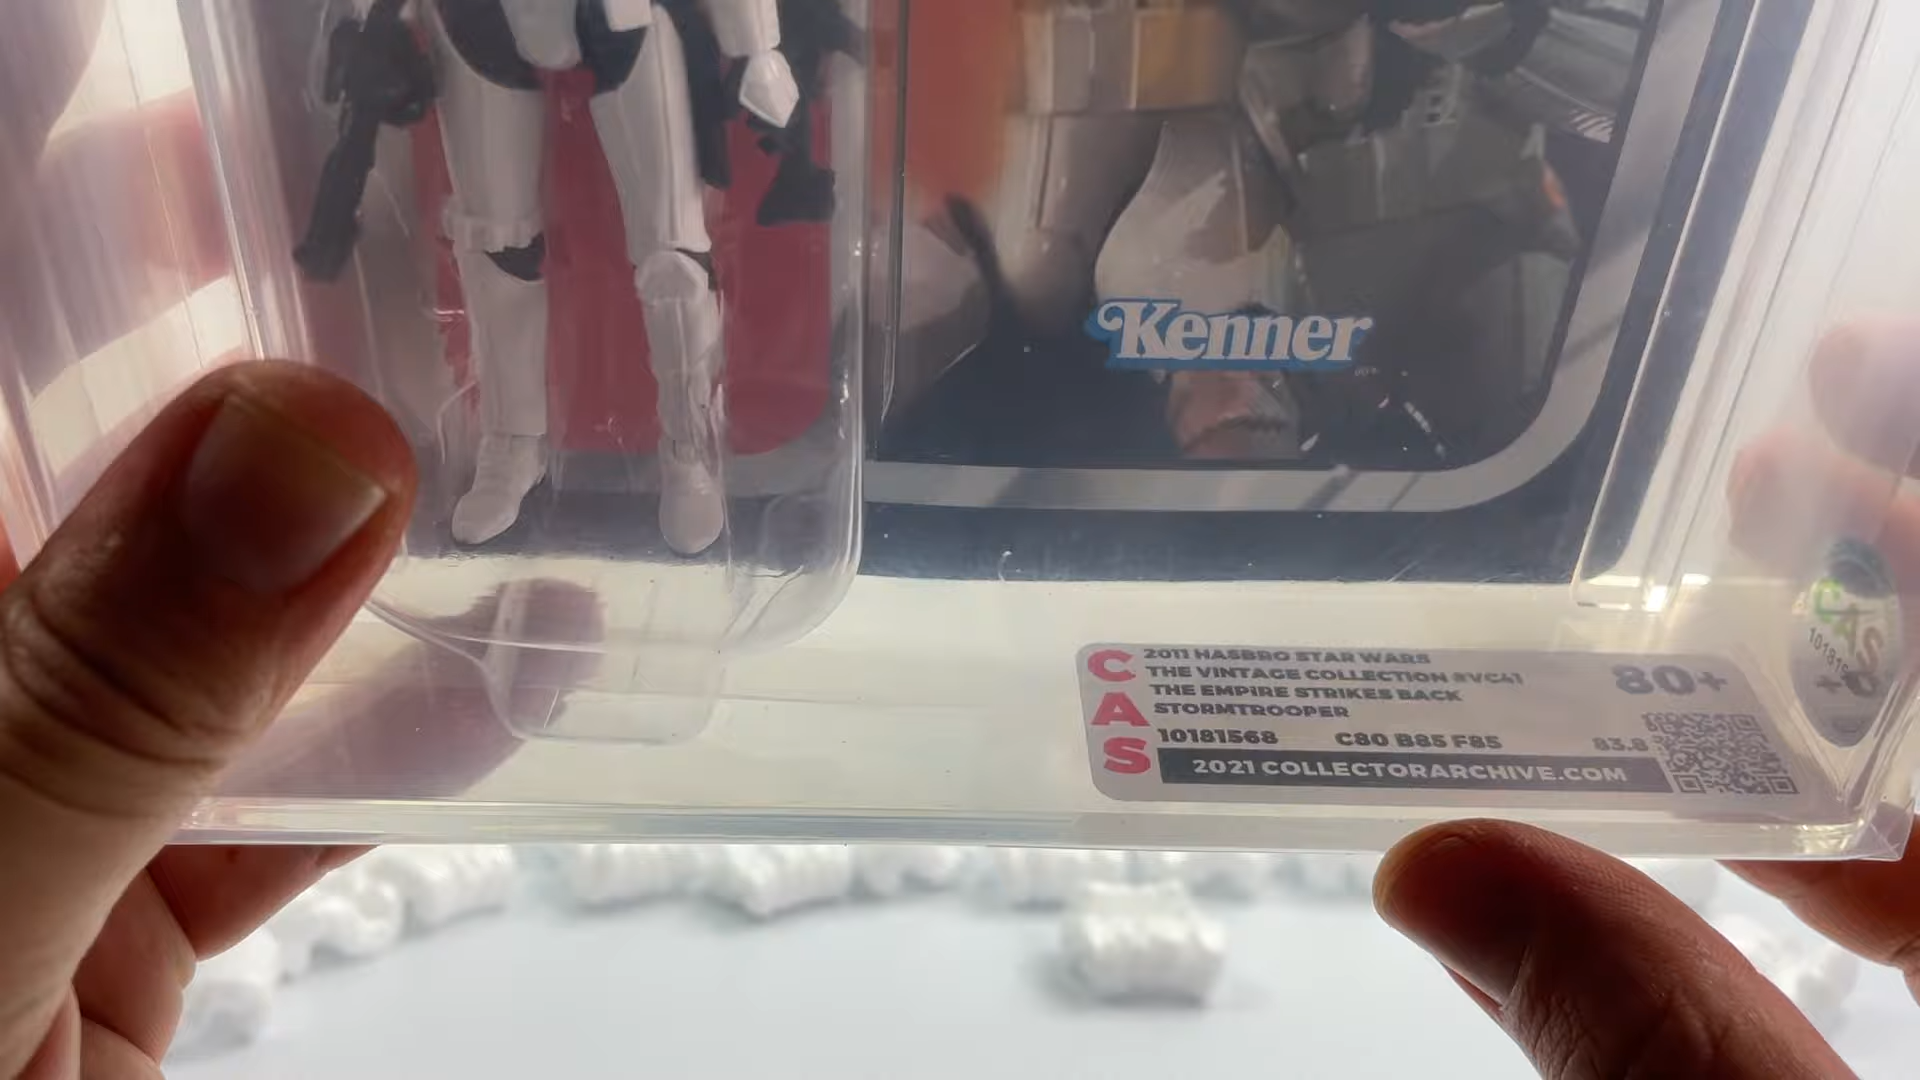 Kenner
CAS
2011 HASBRO STAR WARS
THE VINTAGE COLLECTION #VC41
THE EMPIRE STRIKES BACK
STORMTROOPER
80+
10181568 C80 B85 F85 83.8
2021 COLLECTORARCHIVE.COM